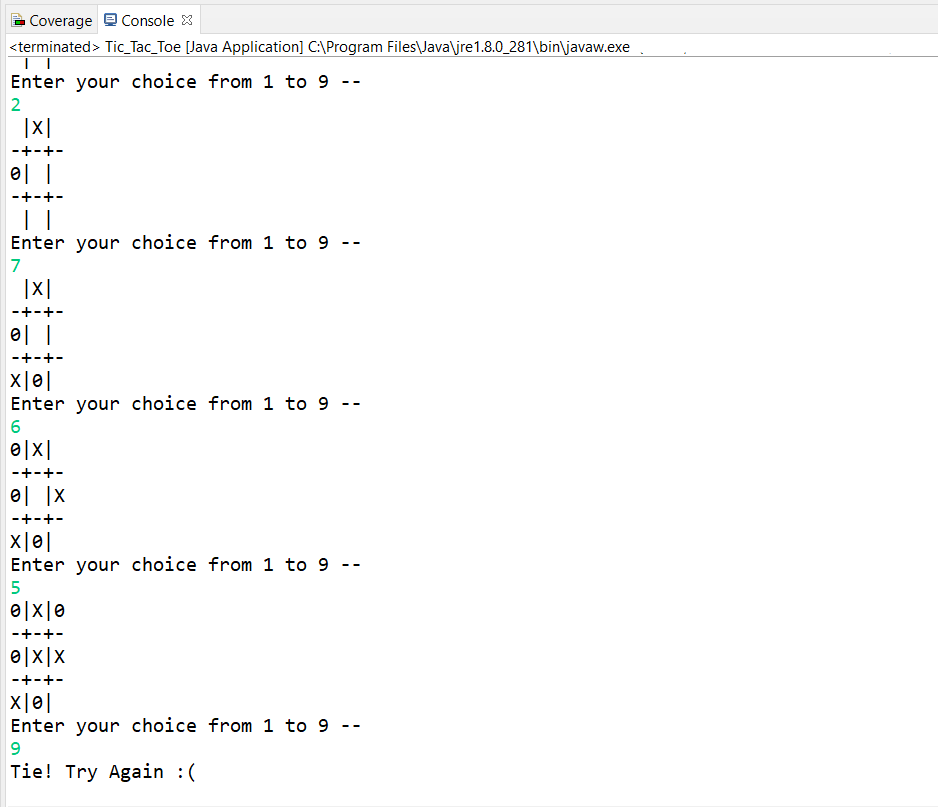 Coverage Console
<terminated> Tic_Tac_Toe [Java Application] C:\Program Files\Java\jre1.8.0_281\bin\javaw.exe
 | |
Enter your choice from 1 to 9 --
2
 |X|
-+-+-
0| |
-+-+-
 | |
Enter your choice from 1 to 9 --
7
 |X|
-+-+-
0| |
-+-+-
X|0|
Enter your choice from 1 to 9 --
6
0|X|
-+-+-
0| |X
-+-+-
X|0|
Enter your choice from 1 to 9 --
5
0|X|0
-+-+-
0|X|X
-+-+-
X|0|
Enter your choice from 1 to 9 --
9
Tie! Try Again :(